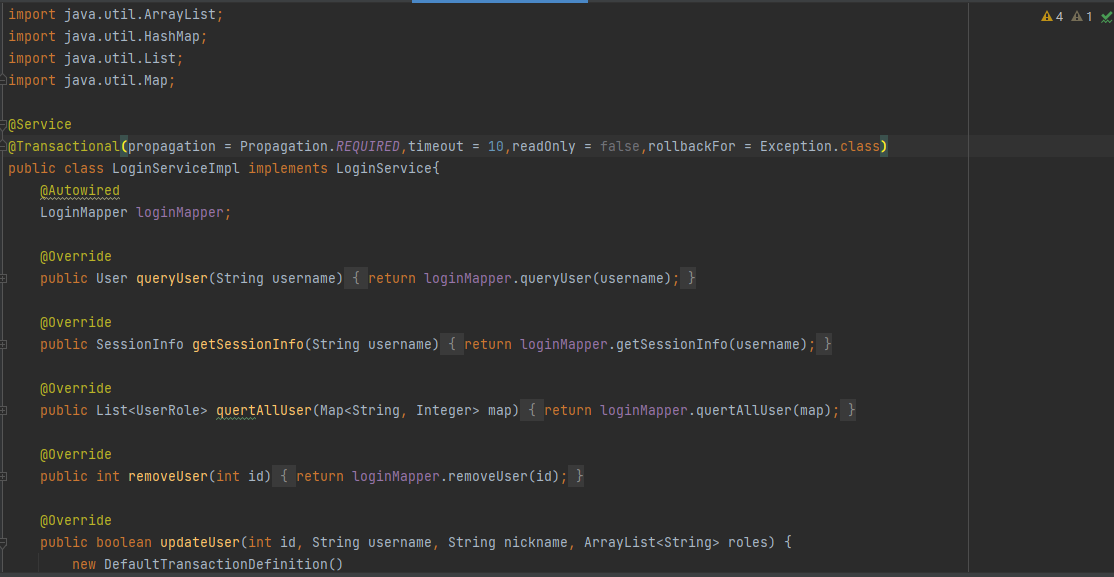 import java.util.ArrayList;
import java.util.HashMap;
import java.util.List;
import java.util.Map;
4 1
@Service
@Transactional(propagation = Propagation.REQUIRED,timeout = 10,readOnly = false,rollbackFor = Exception.class)
public class LoginServiceImpl implements LoginService{
@Autowired
LoginMapper loginMapper;
@Override
public User queryUser(String username) { return loginMapper.queryUser(username); }
@Override
public SessionInfo getSessionInfo(String username) { return loginMapper.getSessionInfo(username); }
@Override
public List<UserRole> quertAllUser(Map<String, Integer> map) { return loginMapper.quertAllUser(map); }
@Override
public int removeUser(int id) { return loginMapper.removeUser(id); }
@Override
public boolean updateUser(int id, String username, String nickname, ArrayList<String> roles) {
new DefaultTransactionDefinition()